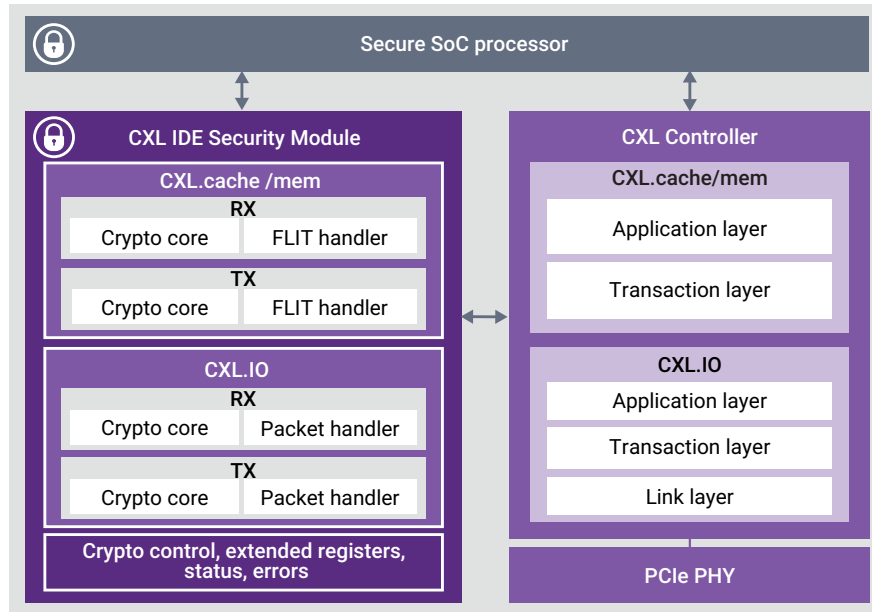 Secure SoC processor
CXL IDE Security Module
CXL.cache /mem
RX
Crypto core
FLIT handler
TX
Crypto core
FLIT handler
CXL.IO
RX
Crypto core
Packet handler
TX
Crypto core
Packet handler
Crypto control, extended registers,
status, errors
CXL Controller
CXL.cache/mem
Application layer
Transaction layer
CXL.IO
Application layer
Transaction layer
Link layer
PCIe PHY